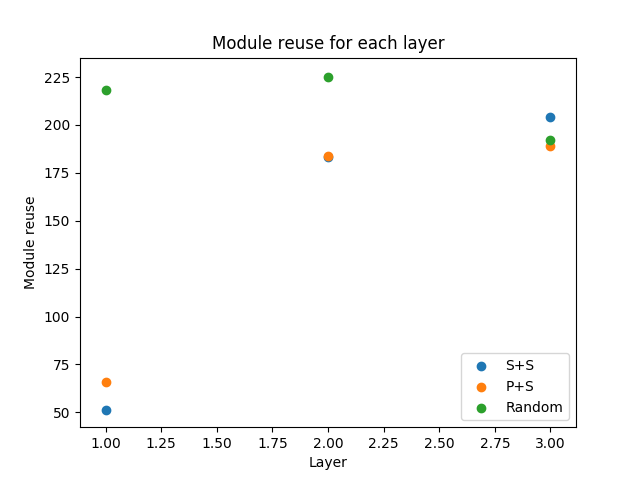 Module reuse for each layer
225
200
175
150
125
100
75
50
Module reuse
1.00 1.25 1.50 1.75 2.00 2.25 2.50 2.75 3.00
Layer
S+S
P+S
Random